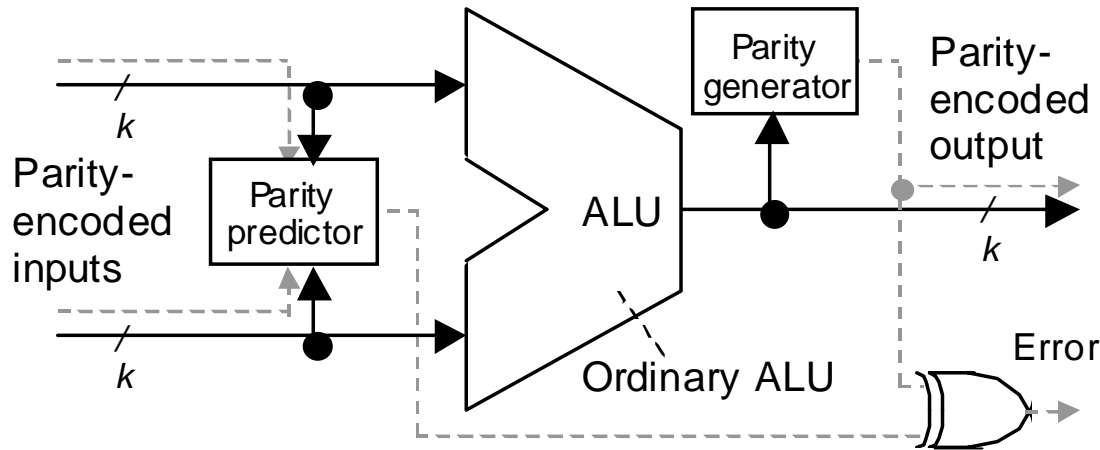 Parity
generator
Parity-
encoded
output
k
Parity-
encoded
inputs
Parity
predictor
ALU
k
k
Ordinary ALU
Error